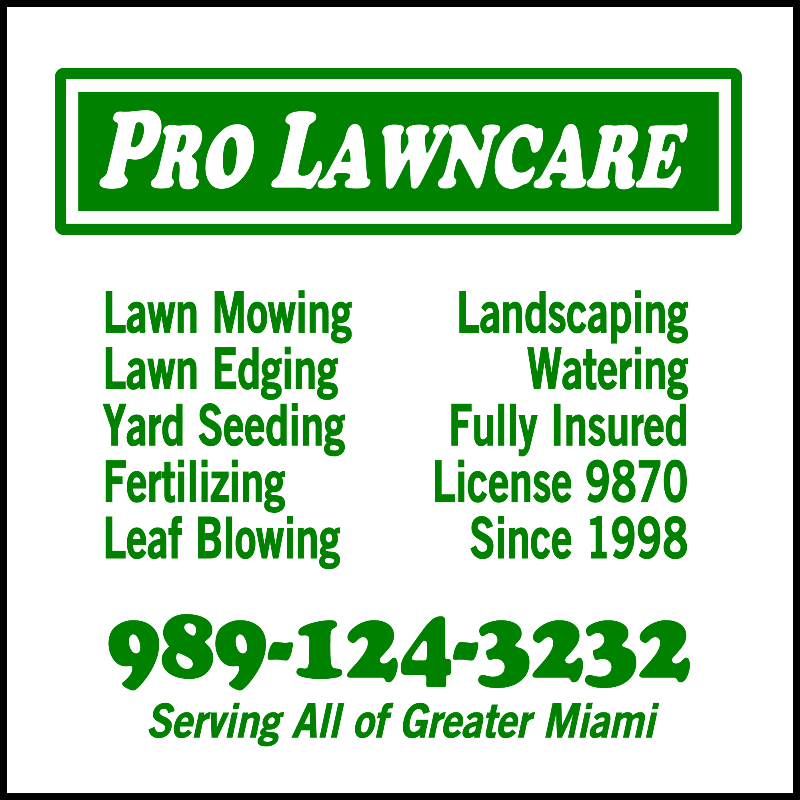 PRO LAWNCARE
Lawn Mowing
Lawn Edging
Yard Seeding
Fertilizing
Leaf Blowing
Landscaping
Watering
Fully Insured
License 9870
Since 1998
989-124-3232
Serving All of Greater Miami